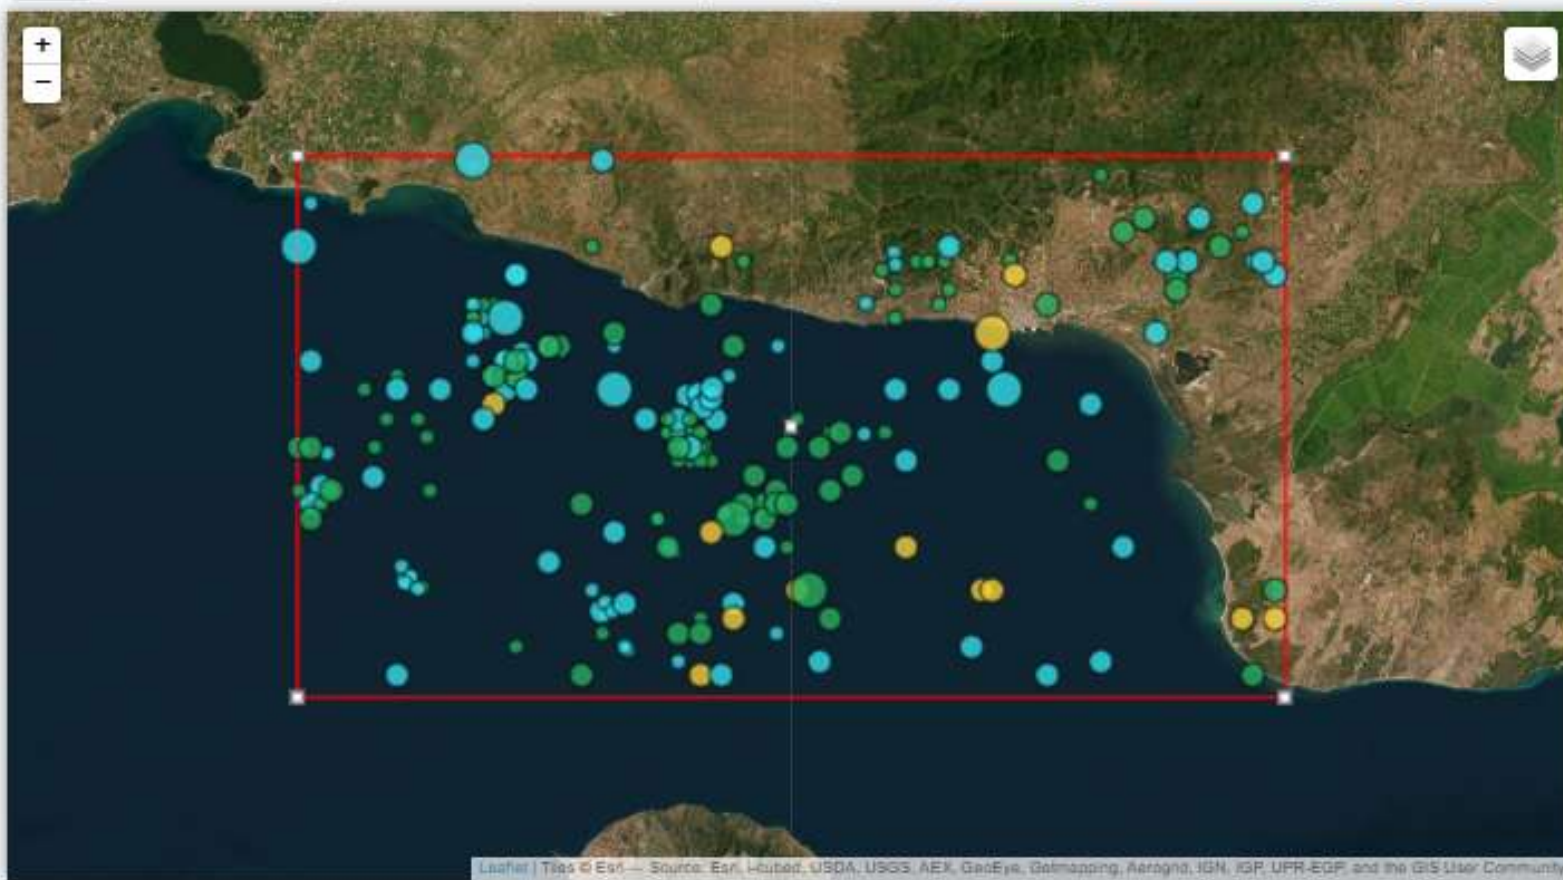 +
−
Leaflet | Tiles © Esri — Source: Esri, i-cubed, USDA, USGS, AEX, GeoEye, Getmapping, Aerogrid, IGN, IGP, UPR-EGP, and the GIS User Community